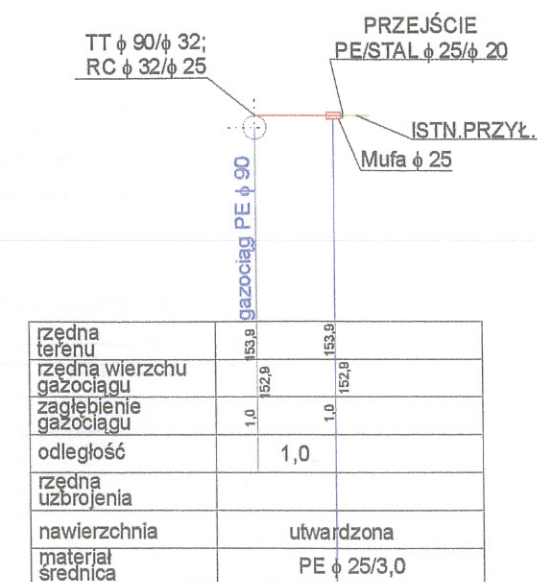 TT ϕ 90/ϕ 32;
RC ϕ 32/ϕ 25
PRZEJŚCIE
PE/STAL ϕ 25/ϕ 20
ISTN.PRZYŁ.
Mufa ϕ 25
gazociąg PE ϕ 90
rzędna
terenu
153,9
153,9
rzędna wierzchu
gazociągu
152,9
152,9
zagłębienie
gazociągu
1,0
1,0
odległość
1,0
rzędna
uzbrojenia
nawierzchnia
utwardzona
materjał
średnica
PE ϕ 25/3,0